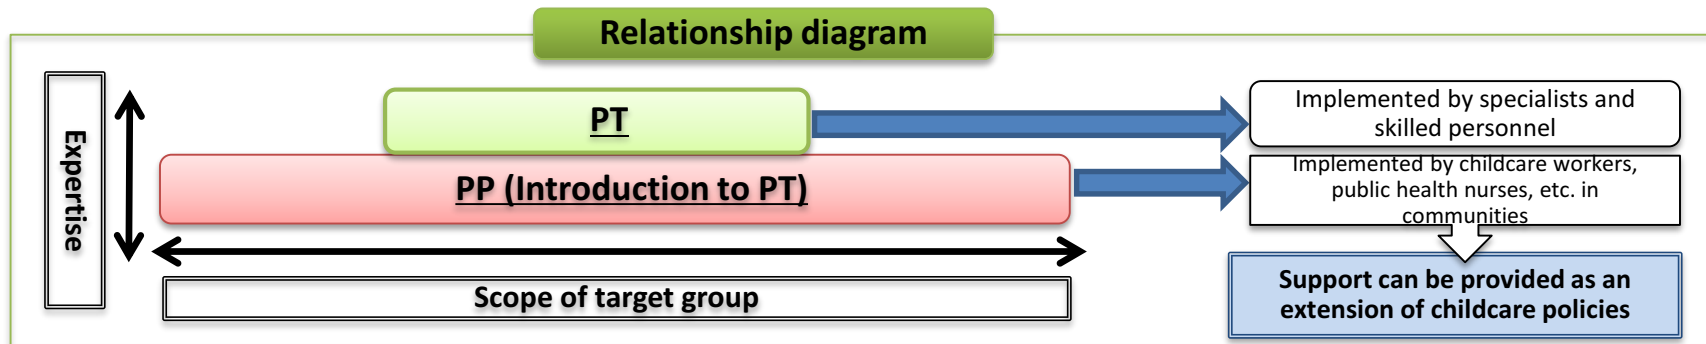 Relationship diagram
Expertise
PT
PP (Introduction to PT)
Scope of target group
Implemented by specialists and
skilled personnel
Implemented by childcare workers,
public health nurses, etc. in
communities
Support can be provided as an
extension of childcare policies